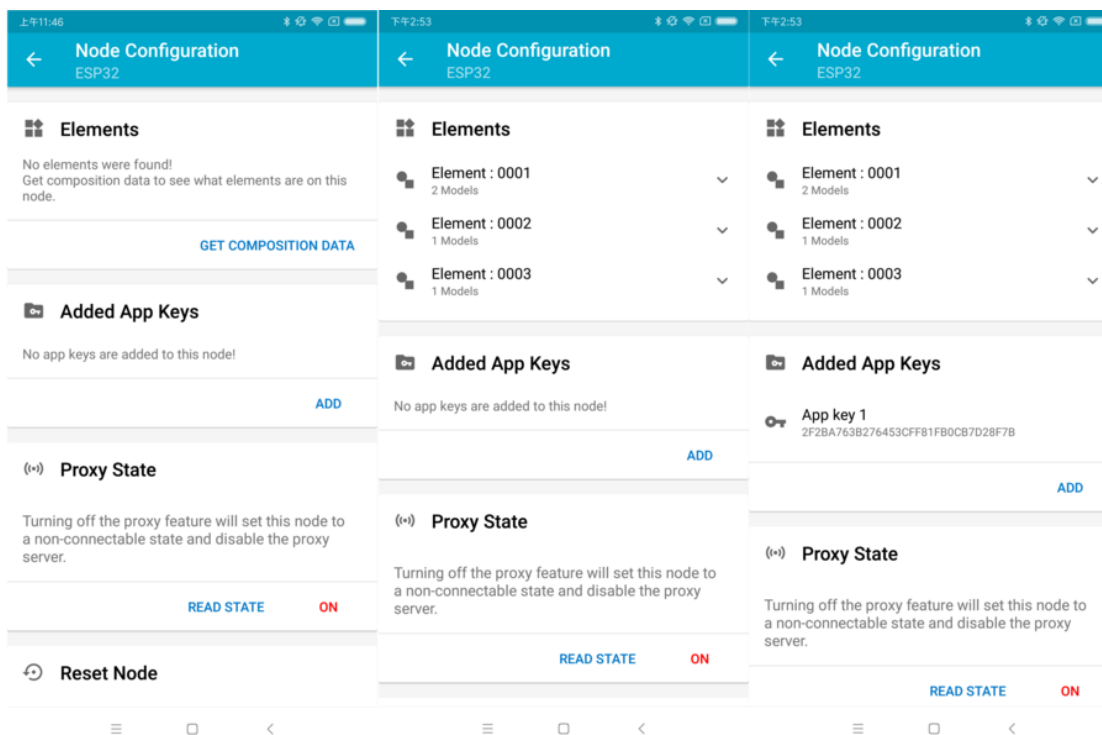 上午11:46
Node Configuration
ESP32
Elements
No elements were found!
Get composition data to see what elements are on this
node.
GET COMPOSITION DATA
Added App Keys
No app keys are added to this node!
ADD
Proxy State
Turning off the proxy feature will set this node to
a non-connectable state and disable the proxy
server.
READ STATE ON
Reset Node
下午2:53
Node Configuration
ESP32
Elements
Element : 0001
2 Models
Element : 0002
1 Models
Element : 0003
1 Models
Added App Keys
No app keys are added to this node!
ADD
Proxy State
Turning off the proxy feature will set this node to
a non-connectable state and disable the proxy
server.
READ STATE ON
下午2:53
Node Configuration
ESP32
Elements
Element : 0001
2 Models
Element : 0002
1 Models
Element : 0003
1 Models
Added App Keys
App key 1
2F2BA763B276453CFF81FB0CB7D28F7B
ADD
Proxy State
Turning off the proxy feature will set this node to
a non-connectable state and disable the proxy
server.
READ STATE ON